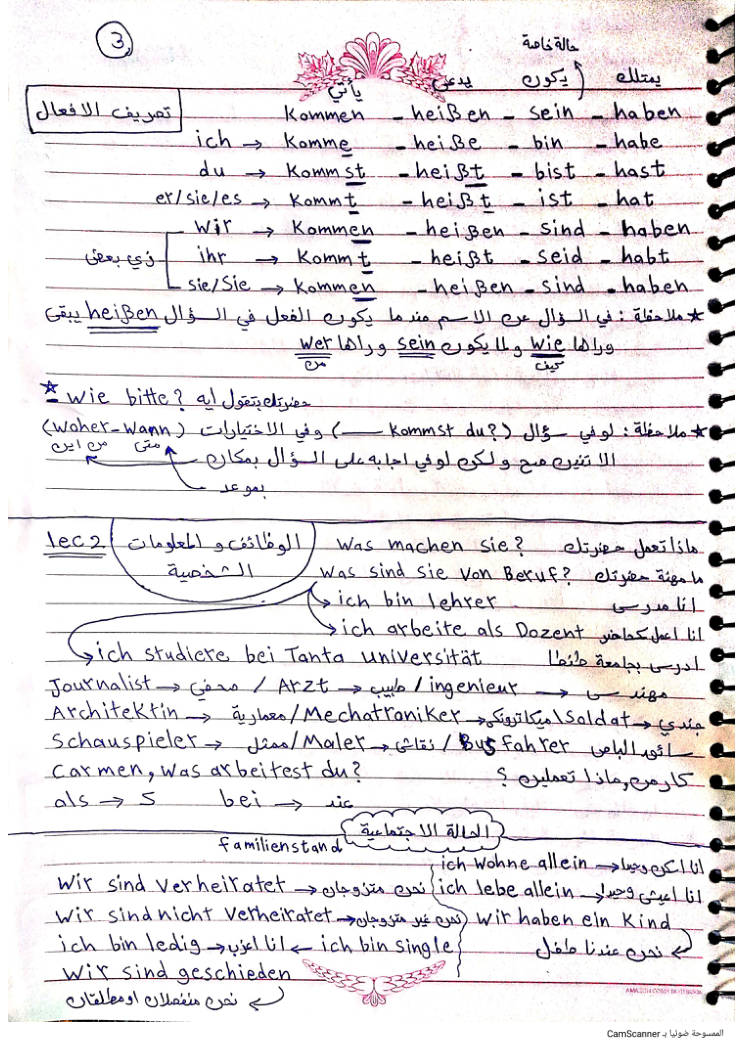 3
حالة خاصة
يمتلك يكون يدعى يأتي
تصريف الافعال
Kommen - heißen - sein - haben
ich → Komme - heiße - bin - habe
du → Kommst - heißt - bist - hast
er/sie/es → Kommt - heißt - ist - hat
wir → Kommen - heißen - sind - haben
زي بعض ihr → Kommt - heißt - seid - habt
sie/Sie → Kommen - heißen - sind - haben
* ملاحظة : في السؤال عن الاسم عندما يكون الفعل في السؤال heißen يبقى
وراها wie ولما يكون sein وراها wer
كيف من
* wie bitte? حضرتك بتقول ايه
* ملاحظة : لو في سؤال (___ Kommst du?) وفي الاختيارات (Woher - Wann)
متى من اين
الاتنين صح ولكن لو في اجابه على السؤال بمكان
بموعد
lec 2
الوظائف و المعلومات الشخصية
Was machen Sie? ماذا تعمل حضرتك
Was sind Sie von Beruf? ما مهنة حضرتك
ich bin lehrer انا مدرس
ich arbeite als Dozent انا اعمل كمحاضر
ich studiere bei Tanta universität ادرس بجامعة طنطا
Journalist → صحفي / Arzt → طبيب / ingenieur → مهندس
Architektin → معمارية / Mechatroniker → ميكاترونكس \ Soldat → جندي
Schauspieler → ممثل / Maler → نقاش / Busfahrer سائق الباص
Carmen, was arbeitest du? كارمن, ماذا تعملين ؟
als → ك bei → عند
الحالة الاجتماعية
familienstand
ich wohne allein → انا اسكن وحيدا
Wir sind verheiratet → نحن متزوجان ich lebe allein → انا اعيش وحيدا
Wir sind nicht verheiratet → نحن غير متزوجان wir haben ein Kind
ich bin ledig → انا اعزب ← ich bin single نحن عندنا طفل
Wir sind geschieden
نحن منفصلان او مطلقان
الممسوحة ضوئيا بـ CamScanner